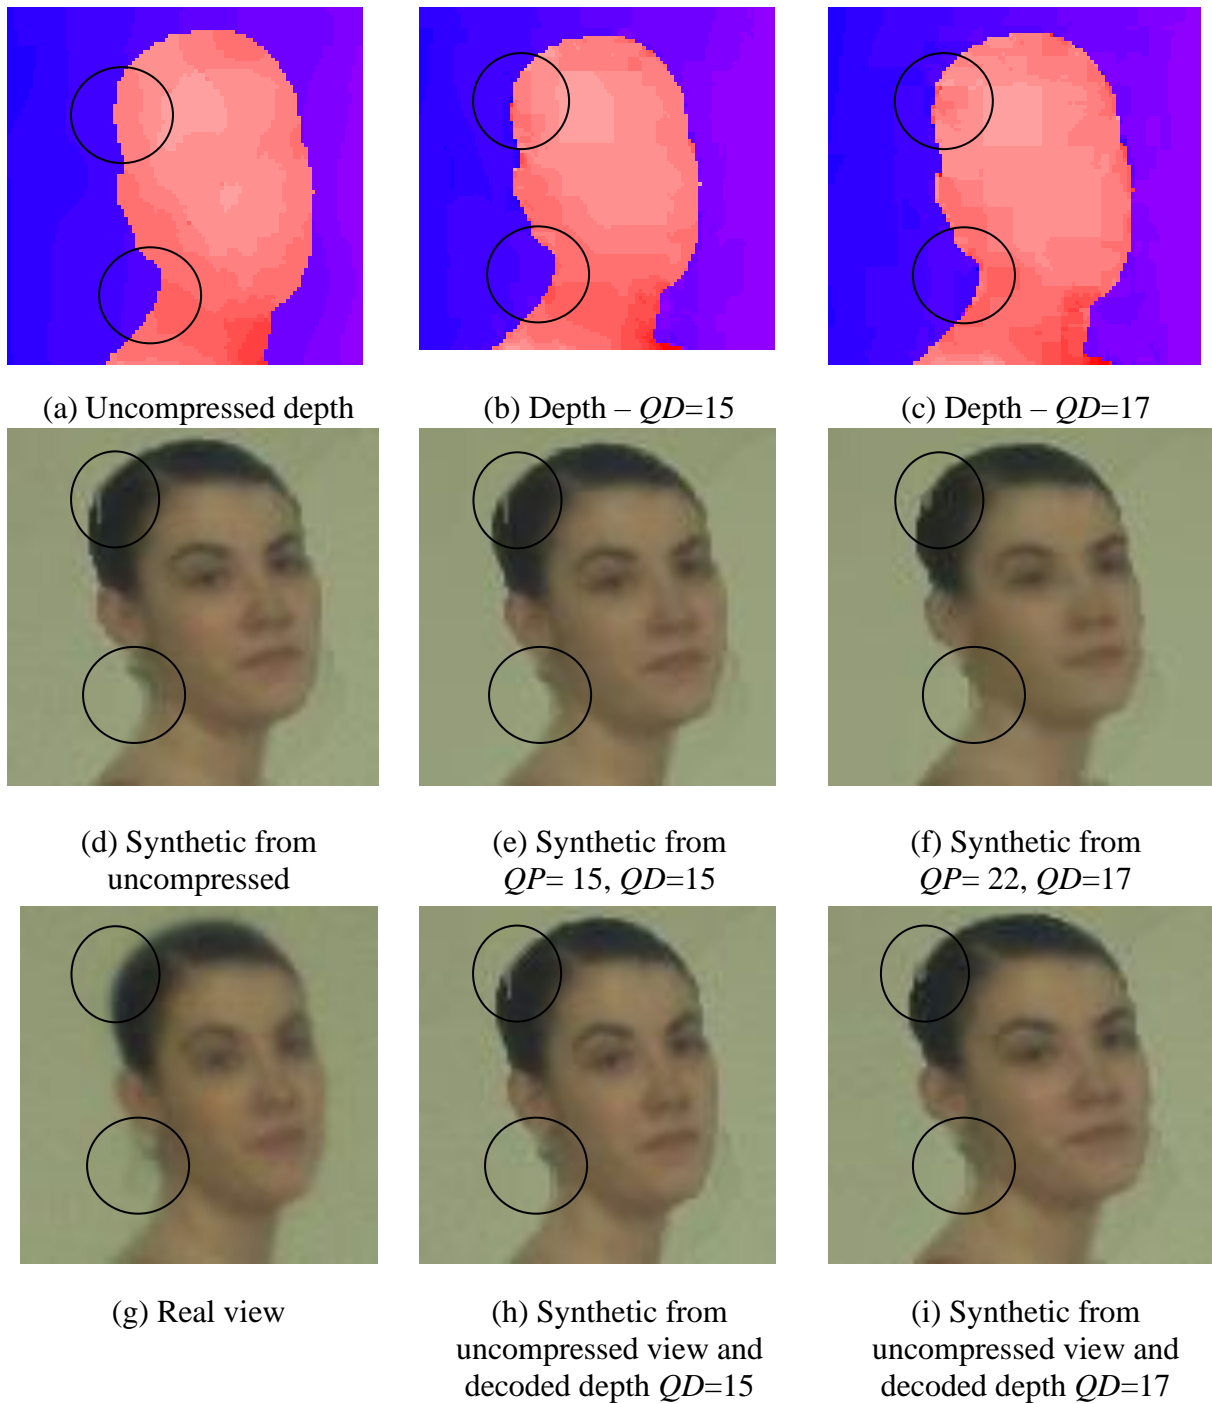 (a) Uncompressed depth
(b) Depth – QD=15
(c) Depth – QD=17
(d) Synthetic from
uncompressed
(e) Synthetic from
QP= 15, QD=15
(f) Synthetic from
QP= 22, QD=17
(g) Real view
(h) Synthetic from
uncompressed view and
decoded depth QD=15
(i) Synthetic from
uncompressed view and
decoded depth QD=17